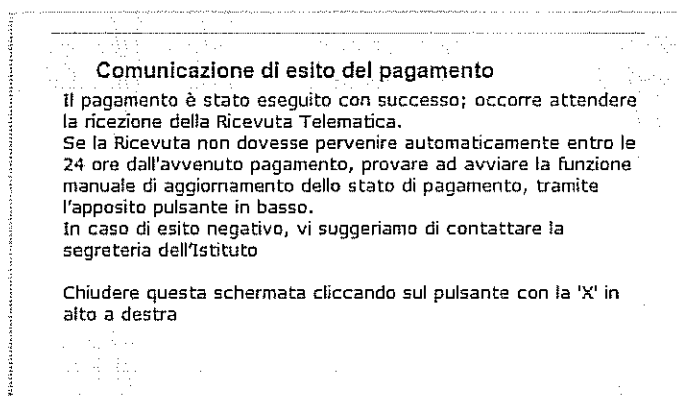 Comunicazione di esito del pagamento
Il pagamento è stato eseguito con successo; occorre attendere
la ricezione della Ricevuta Telematica.
Se la Ricevuta non dovesse pervenire automaticamente entro le
24 ore dall'avvenuto pagamento, provare ad avviare la funzione
manuale di aggiornamento dello stato di pagamento, tramite
l'apposito pulsante in basso.
In caso di esito negativo, vi suggeriamo di contattare la
segreteria dell'Istituto
Chiudere questa schermata cliccando sul pulsante con la 'X' in
alto a destra